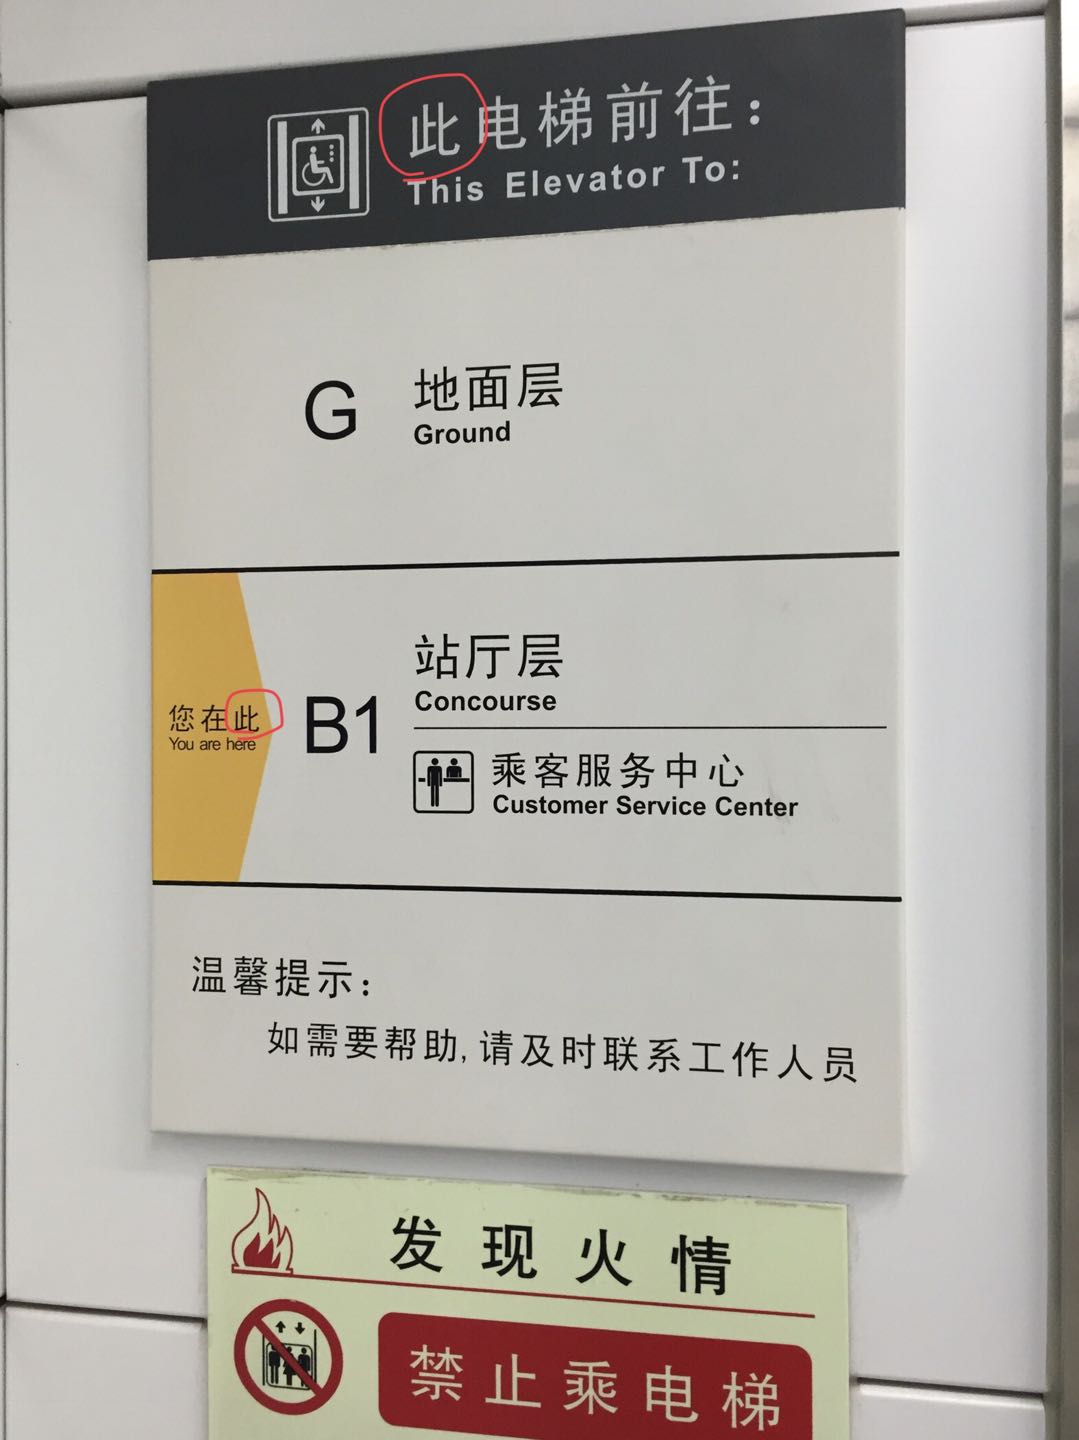 此电梯前往：
This Elevator To:
G 地面层
Ground
站厅层
Concourse
您在此
You are here
B1
乘客服务中心
Customer Service Center
温馨提示：
如需要帮助,请及时联系工作人员
发现火情
禁止乘电梯